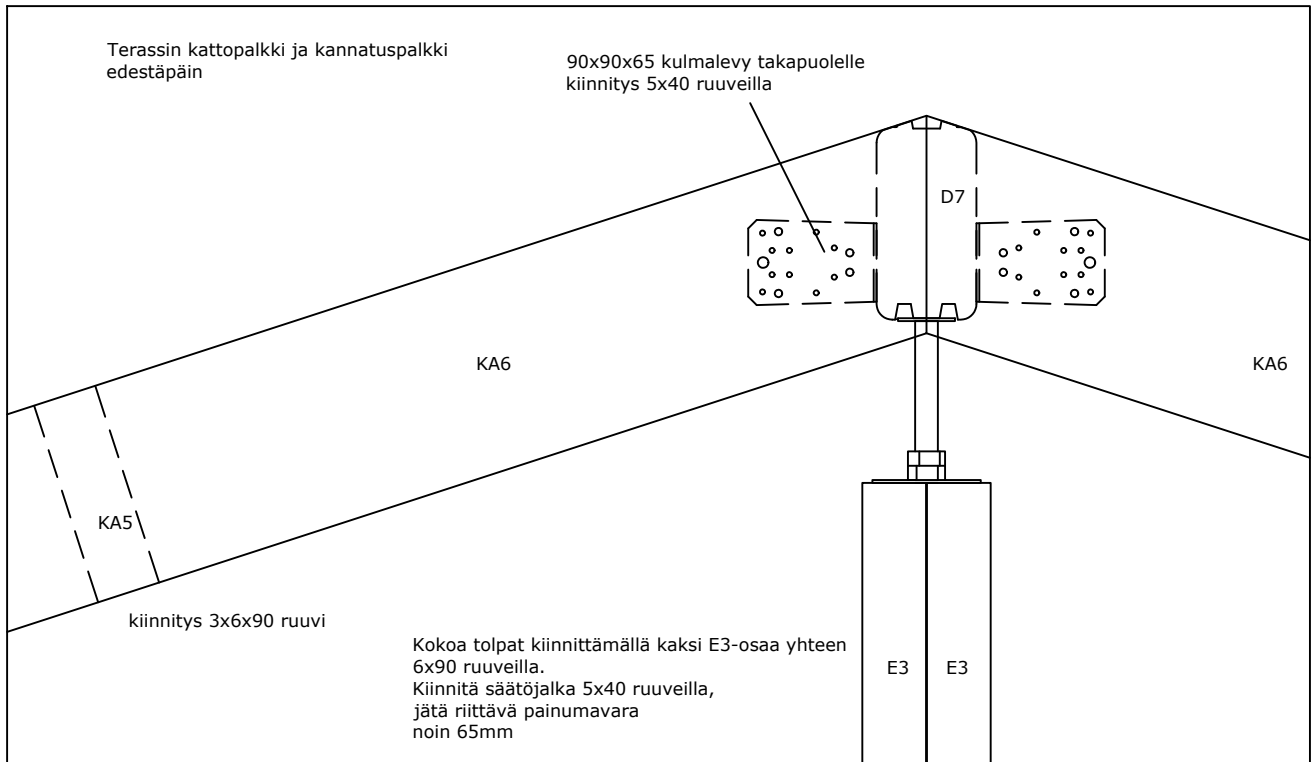 Terassin kattopalkki ja kannatuspalkki
edestäpäin
90x90x65 kulmalevy takapuolelle
kiinnitys 5x40 ruuveilla
D7
KA6
KA6
KA5
kiinnitys 3x6x90 ruuvi
Kokoa tolpat kiinnittämällä kaksi E3-osaa yhteen
6x90 ruuveilla.
Kiinnitä säätöjalka 5x40 ruuveilla,
jätä riittävä painumavara
noin 65mm
E3
E3